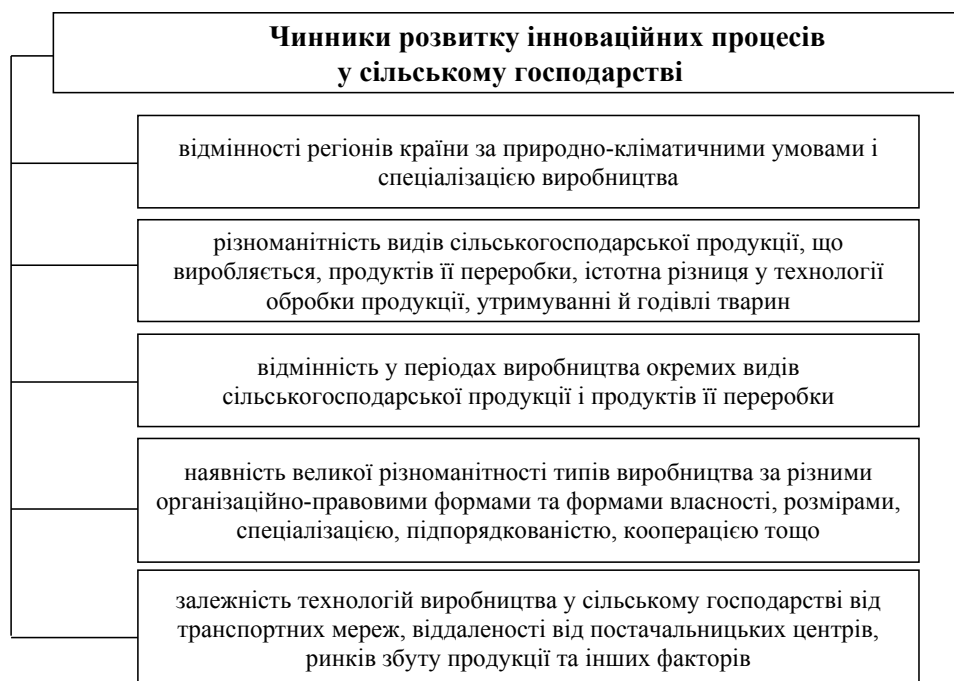 Чинники розвитку інноваційних процесів
у сільському господарстві
відмінності регіонів країни за природно-кліматичними умовами і
спеціалізацією виробництва
різноманітність видів сільськогосподарської продукції, що
виробляється, продуктів її переробки, істотна різниця у технології
обробки продукції, утримуванні й годівлі тварин
відмінність у періодах виробництва окремих видів
сільськогосподарської продукції і продуктів її переробки
наявність великої різноманітності типів виробництва за різними
організаційно-правовими формами та формами власності, розмірами,
спеціалізацією, підпорядкованістю, кооперацією тощо
залежність технологій виробництва у сільському господарстві від
транспортних мереж, віддаленості від постачальницьких центрів,
ринків збуту продукції та інших факторів